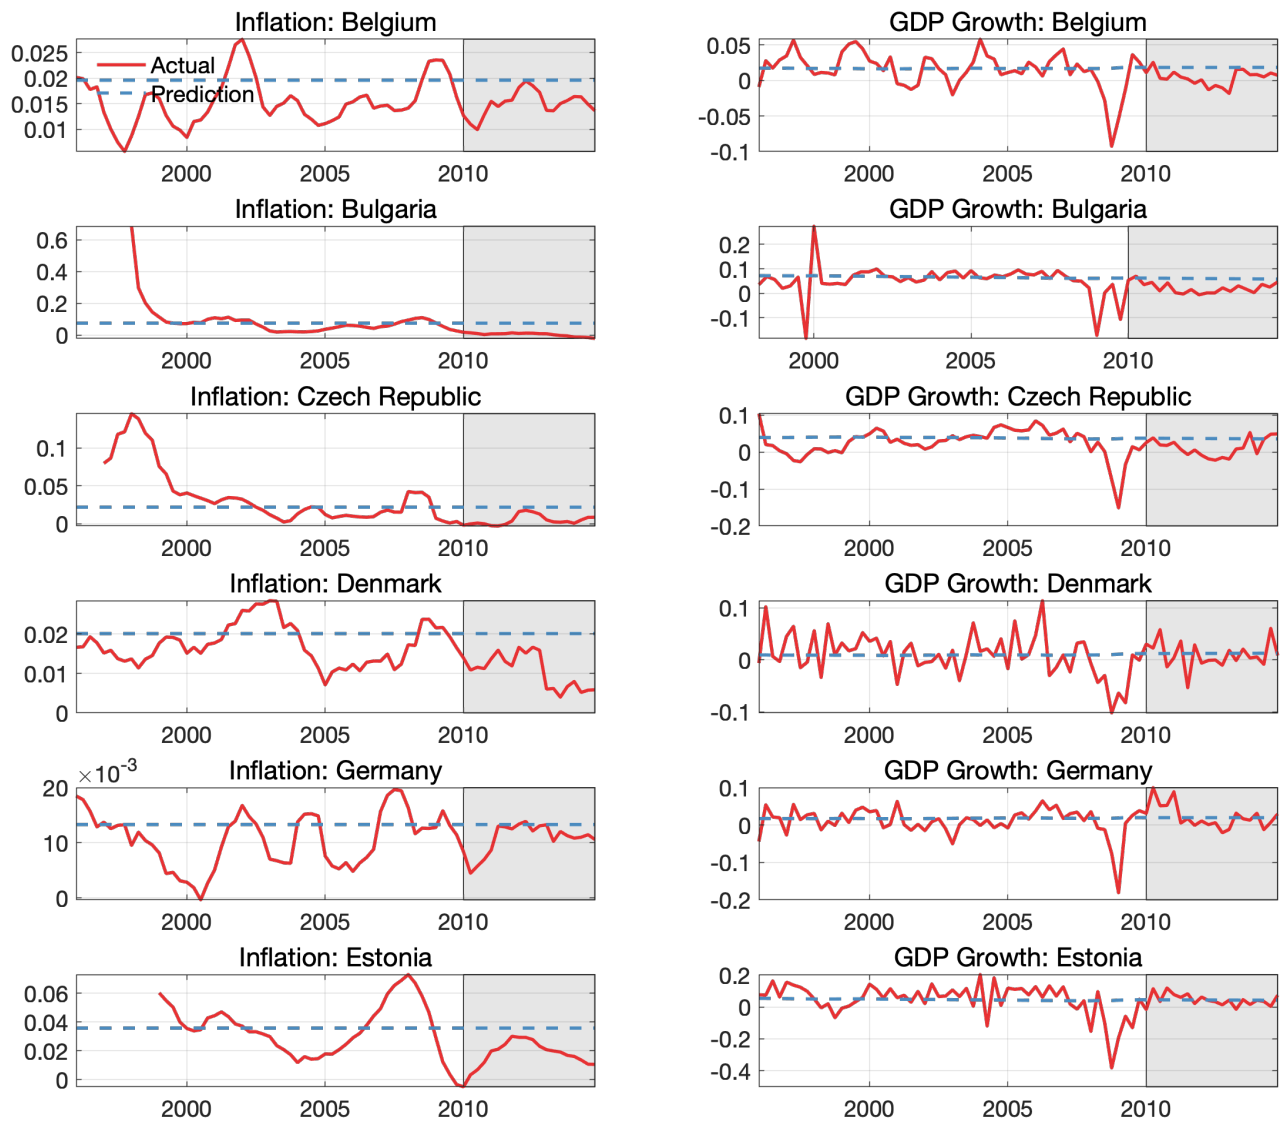 Inflation: Belgium
0.025
0.02
0.015
0.01
Actual
Prediction
2000 2005 2010
GDP Growth: Belgium
0.05
0
-0.05
-0.1
2000 2005 2010
Inflation: Bulgaria
0.6
0.4
0.2
0
2000 2005 2010
GDP Growth: Bulgaria
0.2
0.1
0
-0.1
2000 2005 2010
Inflation: Czech Republic
0.1
0.05
0
2000 2005 2010
GDP Growth: Czech Republic
0.1
0
-0.1
-0.2
2000 2005 2010
Inflation: Denmark
0.02
0.01
0
2000 2005 2010
GDP Growth: Denmark
0.1
0
-0.1
2000 2005 2010
×10⁻³ Inflation: Germany
20
10
0
2000 2005 2010
GDP Growth: Germany
0.1
0
-0.1
-0.2
2000 2005 2010
Inflation: Estonia
0.06
0.04
0.02
0
2000 2005 2010
GDP Growth: Estonia
0.2
0
-0.2
-0.4
2000 2005 2010